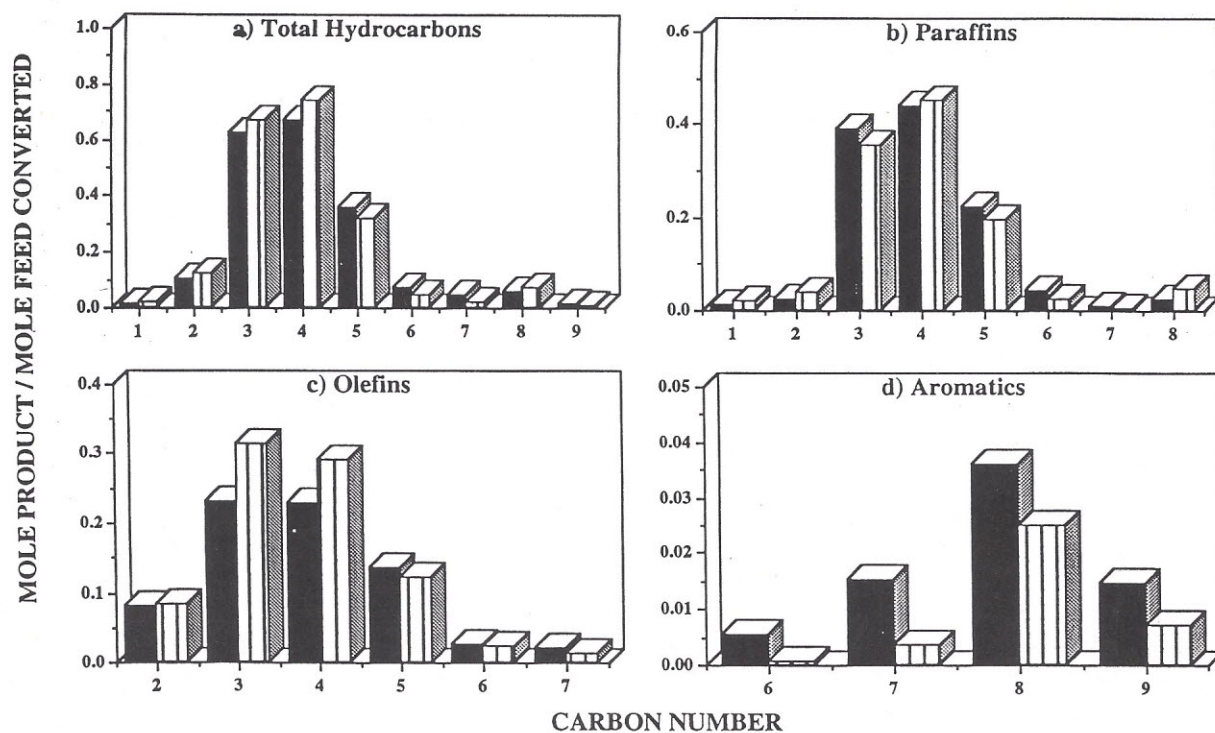 MOLE PRODUCT / MOLE FEED CONVERTED
a) Total Hydrocarbons
1.0
0.8
0.6
0.4
0.2
0.0
1 2 3 4 5 6 7 8 9
b) Paraffins
0.6
0.4
0.2
0.0
1 2 3 4 5 6 7 8
c) Olefins
0.4
0.3
0.2
0.1
0.0
2 3 4 5 6 7
d) Aromatics
0.05
0.04
0.03
0.02
0.01
0.00
6 7 8 9
CARBON NUMBER